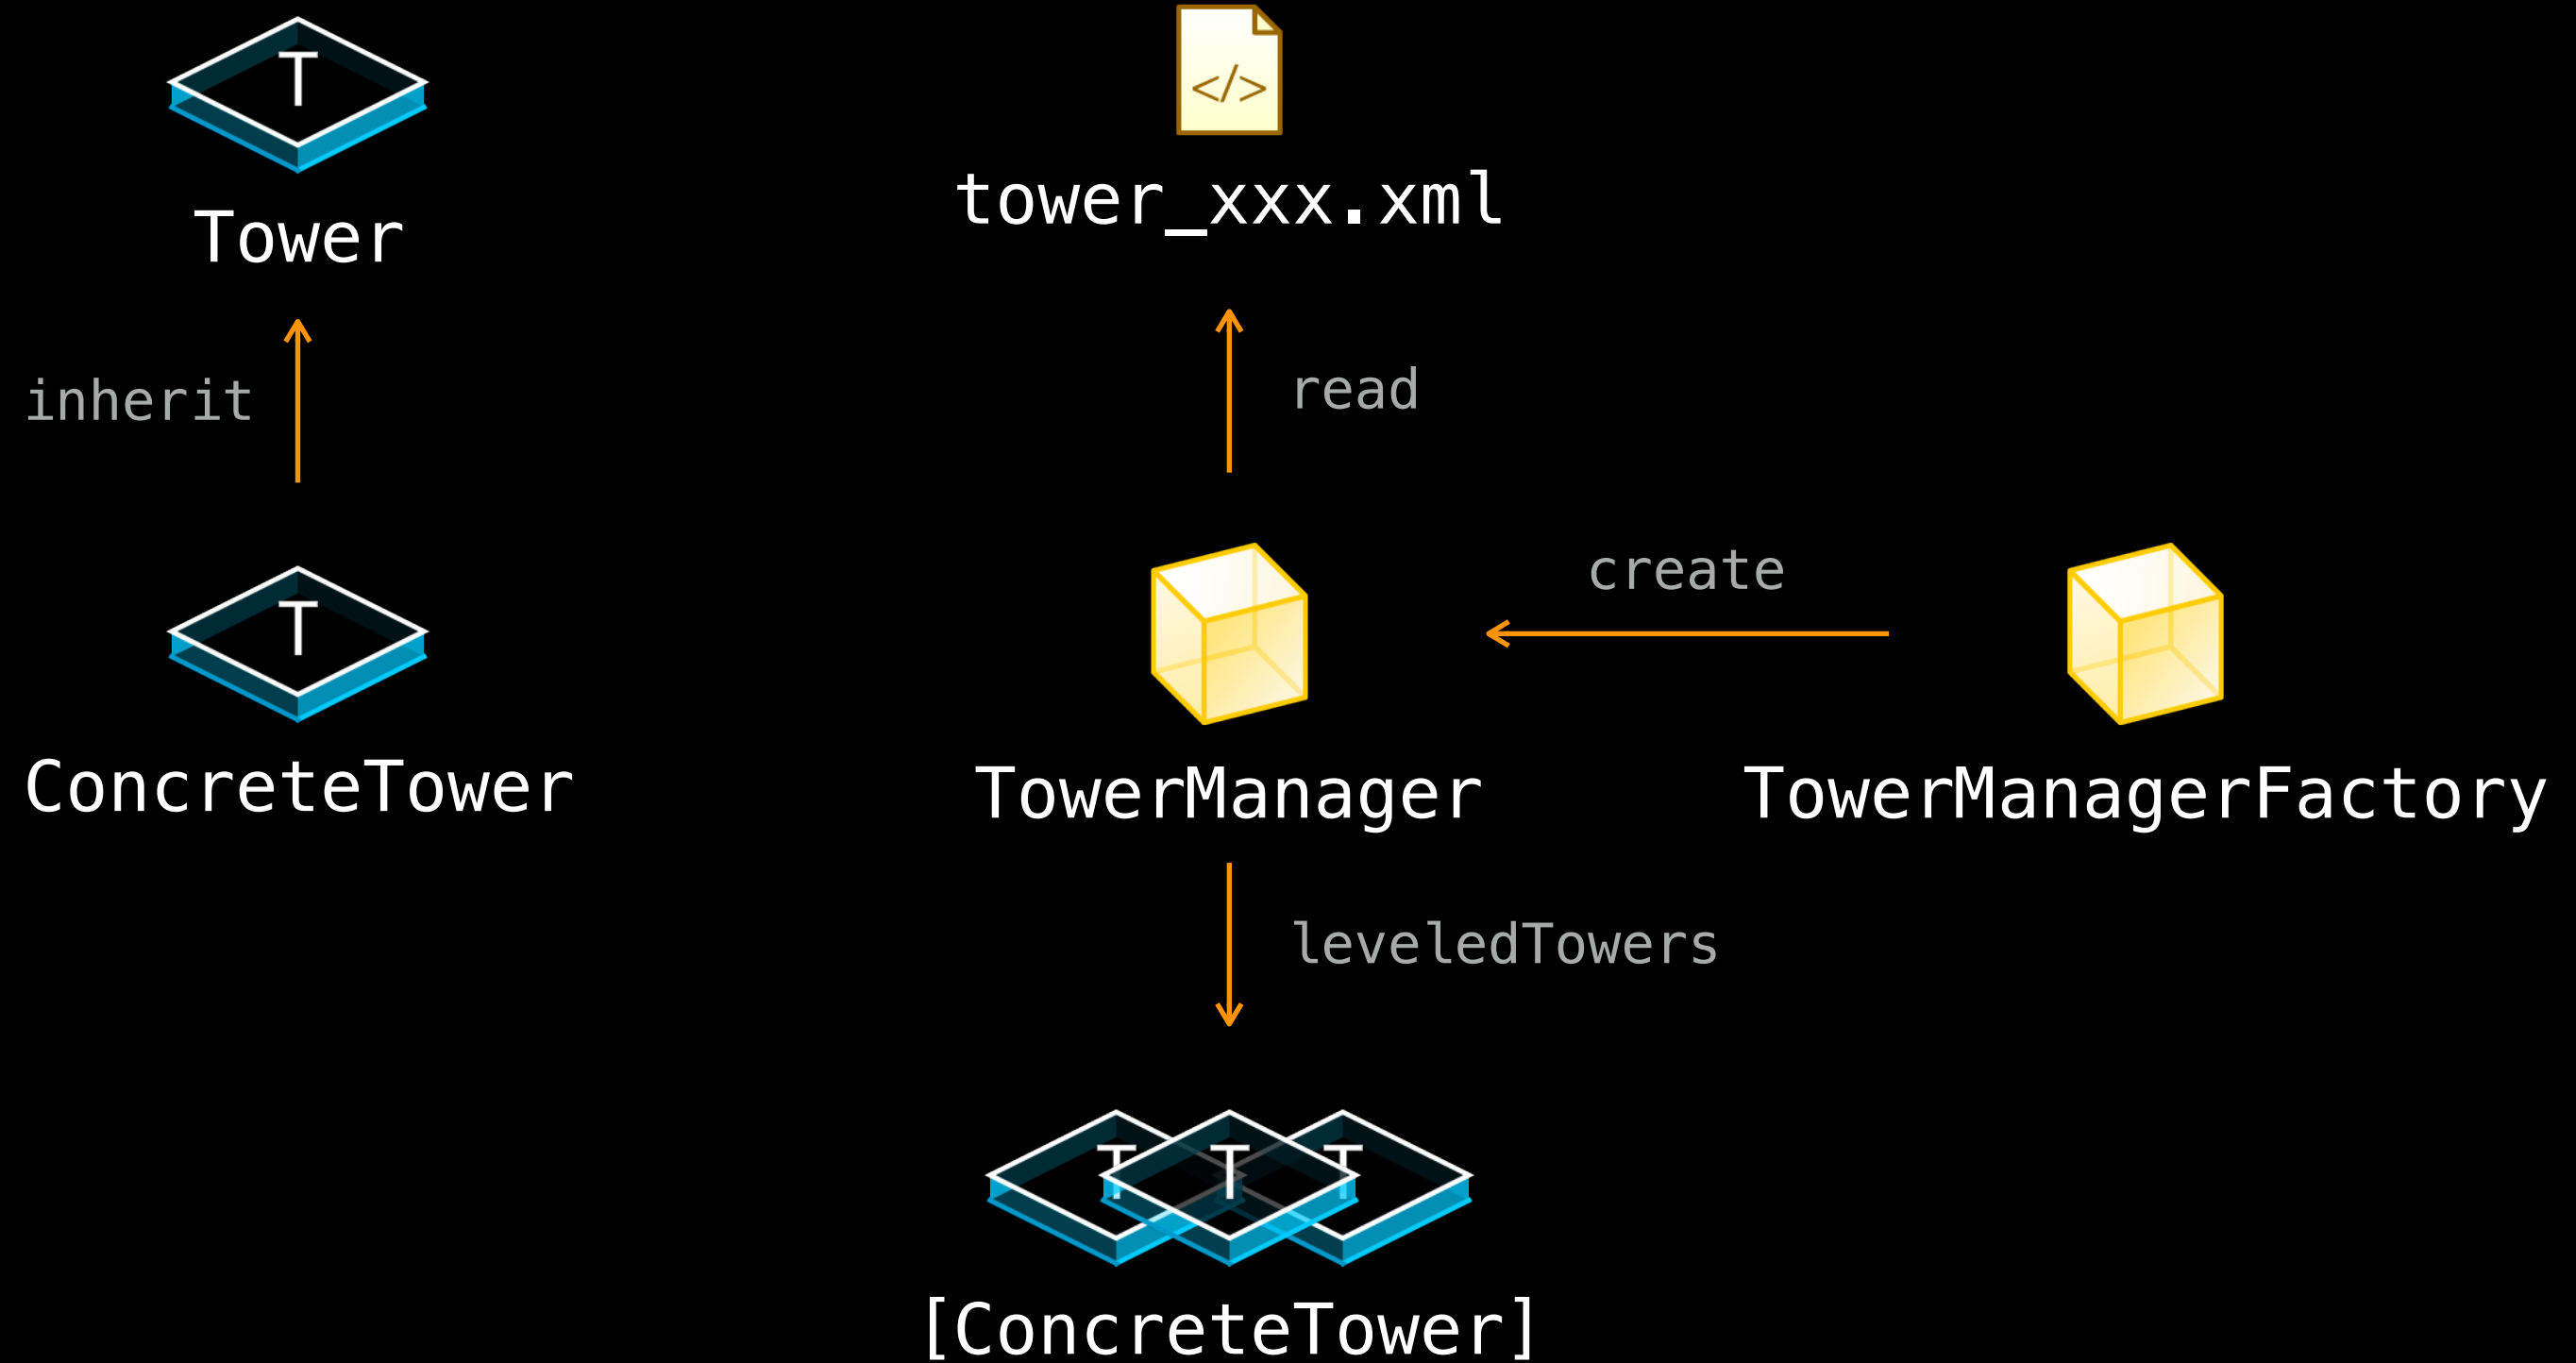 T
</>
Tower
tower_xxx.xml
inherit
read
T
create
ConcreteTower
TowerManager
TowerManagerFactory
leveledTowers
T T T
[ConcreteTower]